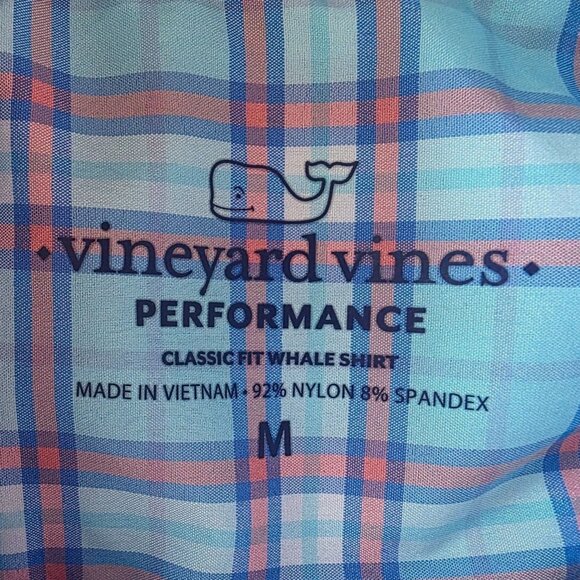 • vineyard vines •
PERFORMANCE
CLASSIC FIT WHALE SHIRT
MADE IN VIETNAM • 92% NYLON 8% SPANDEX
M